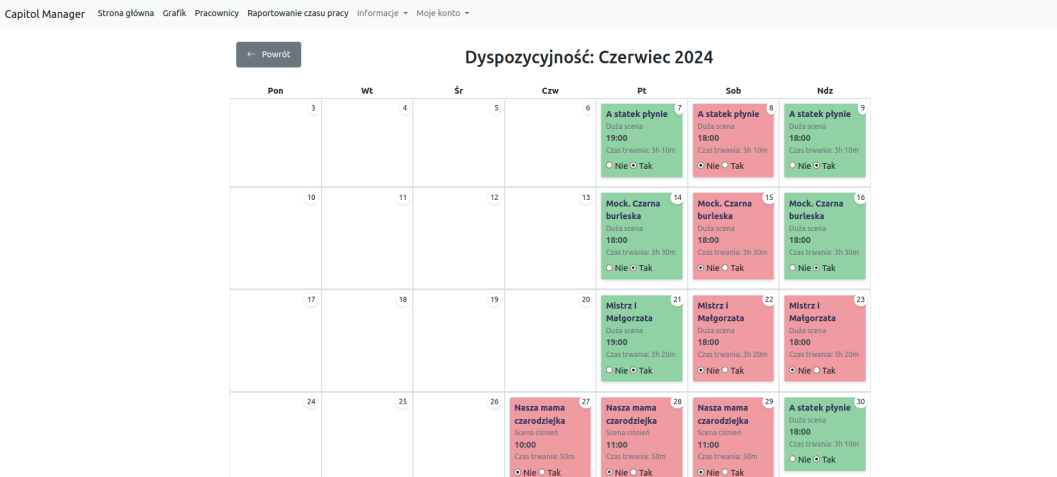 Capitol Manager Strona główna Grafik Pracownicy Raportowanie czasu pracy Informacje Moje konto
← Powrót
Dyspozycyjność: Czerwiec 2024
Pon Wt Śr Czw Pt Sob Ndz
3
4
5
6
7
A statek płynie
Duża scena
19:00
Czas trwania: 3h 10m
Nie Tak
8
A statek płynie
Duża scena
18:00
Czas trwania: 3h 10m
Nie Tak
9
A statek płynie
Duża scena
18:00
Czas trwania: 3h 10m
Nie Tak
10
11
12
13
14
Mock. Czarna
burleska
Duża scena
18:00
Czas trwania: 3h 30m
Nie Tak
15
Mock. Czarna
burleska
Duża scena
18:00
Czas trwania: 3h 30m
Nie Tak
16
Mock. Czarna
burleska
Duża scena
18:00
Czas trwania: 3h 30m
Nie Tak
17
18
19
20
21
Mistrz i
Małgorzata
Duża scena
19:00
Czas trwania: 3h 20m
Nie Tak
22
Mistrz i
Małgorzata
Duża scena
18:00
Czas trwania: 3h 20m
Nie Tak
23
Mistrz i
Małgorzata
Duża scena
18:00
Czas trwania: 3h 20m
Nie Tak
24
25
26
27
Nasza mama
czarodziejka
Scena ciśnień
10:00
Czas trwania: 50m
Nie Tak
28
Nasza mama
czarodziejka
Scena ciśnień
11:00
Czas trwania: 50m
Nie Tak
29
Nasza mama
czarodziejka
Scena ciśnień
11:00
Czas trwania: 50m
Nie Tak
30
A statek płynie
Duża scena
18:00
Czas trwania: 3h 10m
Nie Tak